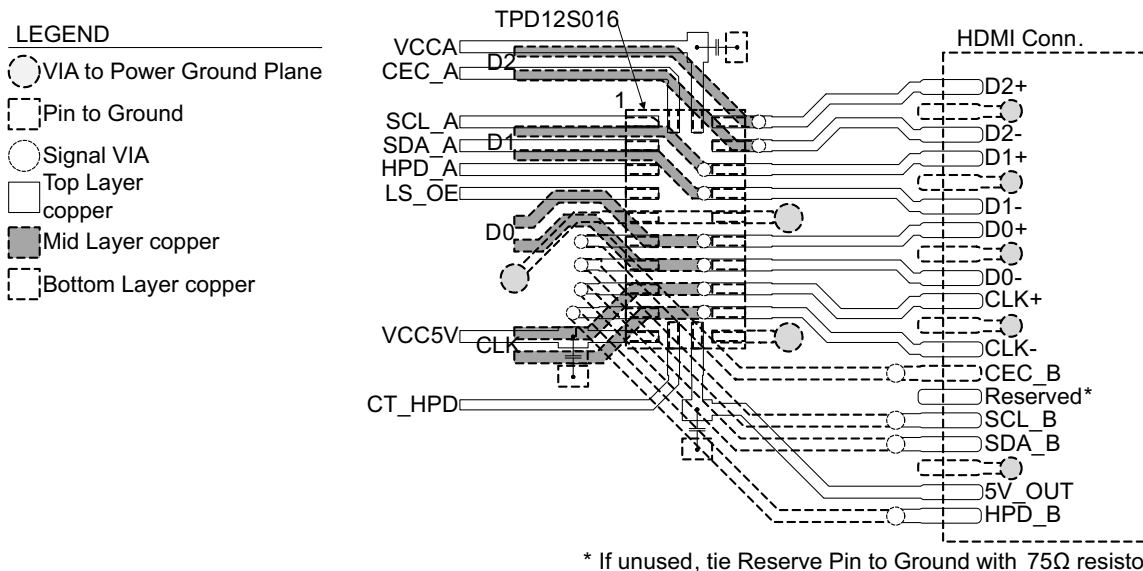 LEGEND
VIA to Power Ground Plane
Pin to Ground
Signal VIA
Top Layer
copper
Mid Layer copper
Bottom Layer copper
TPD12S016
VCCA
D2
CEC_A
1
SCL_A
SDA_A
D1
HPD_A
LS_OE
D0
VCC5V
CLK
CT_HPD
HDMI Conn.
D2+
D2-
D1+
D1-
D0+
D0-
CLK+
CLK-
CEC_B
Reserved*
SCL_B
SDA_B
5V_OUT
HPD_B
* If unused, tie Reserve Pin to Ground with 75Ω resisto